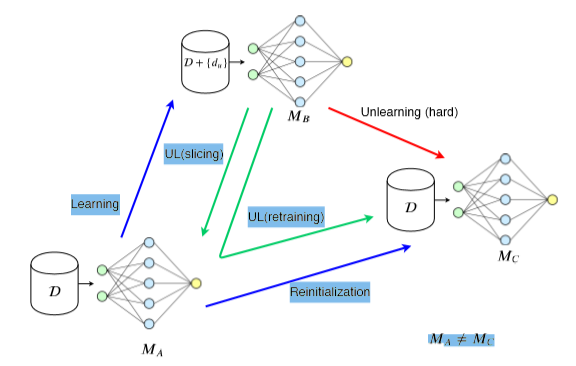 D + {d_u}
M_B
Unlearning (hard)
UL(slicing)
Learning
D
UL(retraining)
M_C
D
Reinitialization
M_A
M_A ≠ M_C